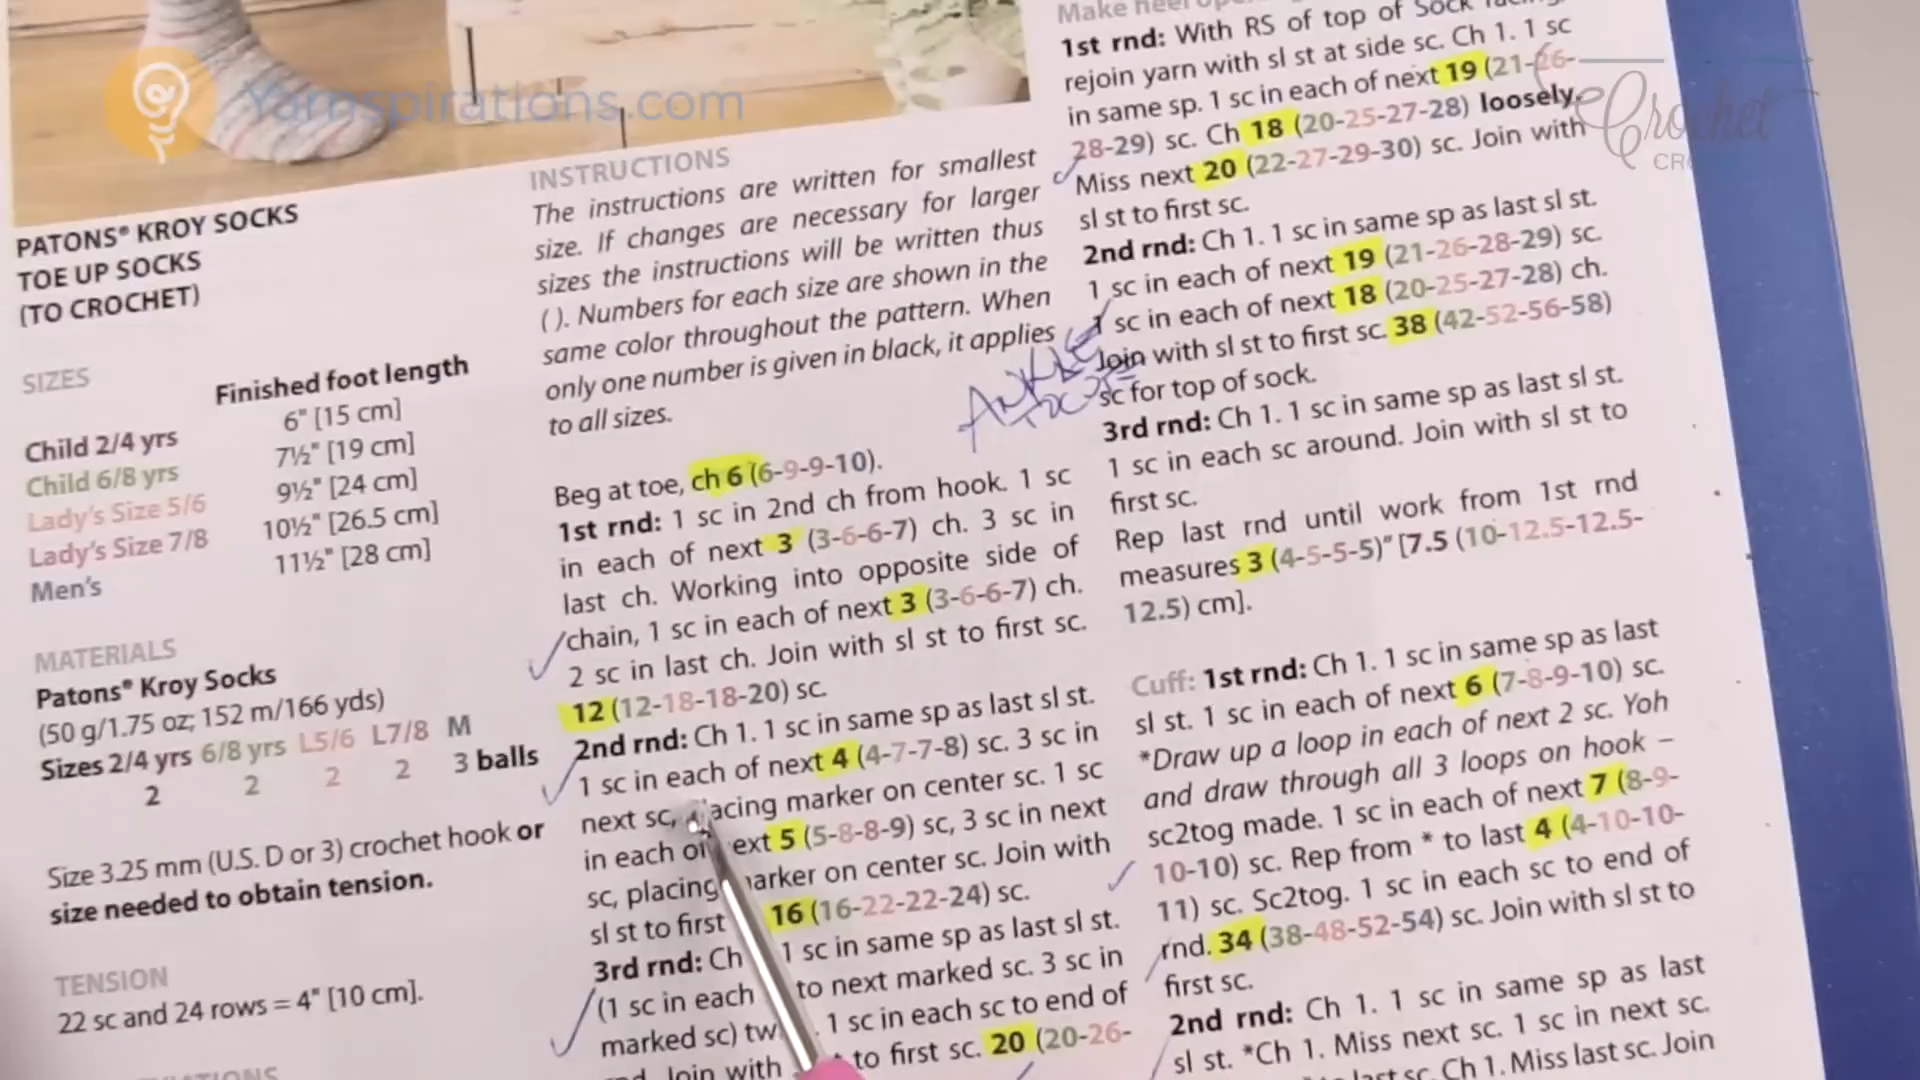 Yarnspirations.com
Crochet
PATONS® KROY SOCKS
TOE UP SOCKS
(TO CROCHET)
SIZES
Finished foot length
Child 2/4 yrs 6" [15 cm]
Child 6/8 yrs 7½" [19 cm]
Lady's Size 5/6 9½" [24 cm]
Lady's Size 7/8 10½" [26.5 cm]
Men's 11½" [28 cm]
MATERIALS
Patons® Kroy Socks
(50 g/1.75 oz; 152 m/166 yds)
Sizes 2/4 yrs 6/8 yrs L5/6 L7/8 M
2 2 2 2 3 balls
Size 3.25 mm (U.S. D or 3) crochet hook or
size needed to obtain tension.
TENSION
22 sc and 24 rows = 4" [10 cm].
INSTRUCTIONS
The instructions are written for smallest
size. If changes are necessary for larger
sizes the instructions will be written thus
( ). Numbers for each size are shown in the
same color throughout the pattern. When
only one number is given in black, it applies
to all sizes.
Beg at toe, ch 6 (6-9-9-10).
1st rnd: 1 sc in 2nd ch from hook. 1 sc
in each of next 3 (3-6-6-7) ch. 3 sc in
last ch. Working into opposite side of
chain, 1 sc in each of next 3 (3-6-6-7) ch.
2 sc in last ch. Join with sl st to first sc.
12 (12-18-18-20) sc.
2nd rnd: Ch 1. 1 sc in same sp as last sl st.
1 sc in each of next 4 (4-7-7-8) sc. 3 sc in
next sc, marker on center sc. 1 sc
in each 5 (5-8-8-9) sc, 3 sc in next
sc, placing marker on center sc. Join with
sl st to first 16 (16-22-22-24) sc.
3rd rnd: Ch 1 sc in same sp as last sl st.
(1 sc in each to next marked sc. 3 sc in
marked sc) 1 sc in each sc to end of
Join with to first sc. 20 (20-26-
Make heel
1st rnd: With RS of top of Sock
rejoin yarn with sl st at side sc. Ch 1. 1 sc
in same sp. 1 sc in each of next 19 (21-26-
28-29) sc. Ch 18 (20-25-27-28) loosely.
Miss next 20 (22-27-29-30) sc. Join with
sl st to first sc.
2nd rnd: Ch 1. 1 sc in same sp as last sl st.
1 sc in each of next 19 (21-26-28-29) sc.
1 sc in each of next 18 (20-25-27-28) ch.
Join with sl st to first sc. 38 (42-52-56-58)
sc for top of sock.
3rd rnd: Ch 1. 1 sc in same sp as last sl st.
1 sc in each sc around. Join with sl st to
first sc.
Rep last rnd until work from 1st rnd
measures 3 (4-5-5-5)" [7.5 (10-12.5-12.5-
12.5) cm].
Cuff: 1st rnd: Ch 1. 1 sc in same sp as last
sl st. 1 sc in each of next 6 (7-8-9-10) sc.
*Draw up a loop in each of next 2 sc. Yoh
and draw through all 3 loops on hook –
sc2tog made. 1 sc in each of next 7 (8-9-
10-10) sc. Rep from * to last 4 (4-10-10-
11) sc. Sc2tog. 1 sc in each sc to end of
rnd. 34 (38-48-52-54) sc. Join with sl st to
first sc.
2nd rnd: Ch 1. 1 sc in same sp as last
sl st. *Ch 1. Miss next sc. 1 sc in next sc.
last sc. Ch 1. Miss last sc. Join